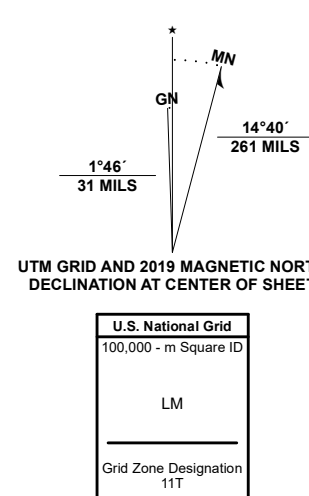 ★
MN
GN
14°40´
261 MILS
1°46´
31 MILS
UTM GRID AND 2019 MAGNETIC NORT
DECLINATION AT CENTER OF SHEET
U.S. National Grid
100,000 - m Square ID
LM
Grid Zone Designation
11T